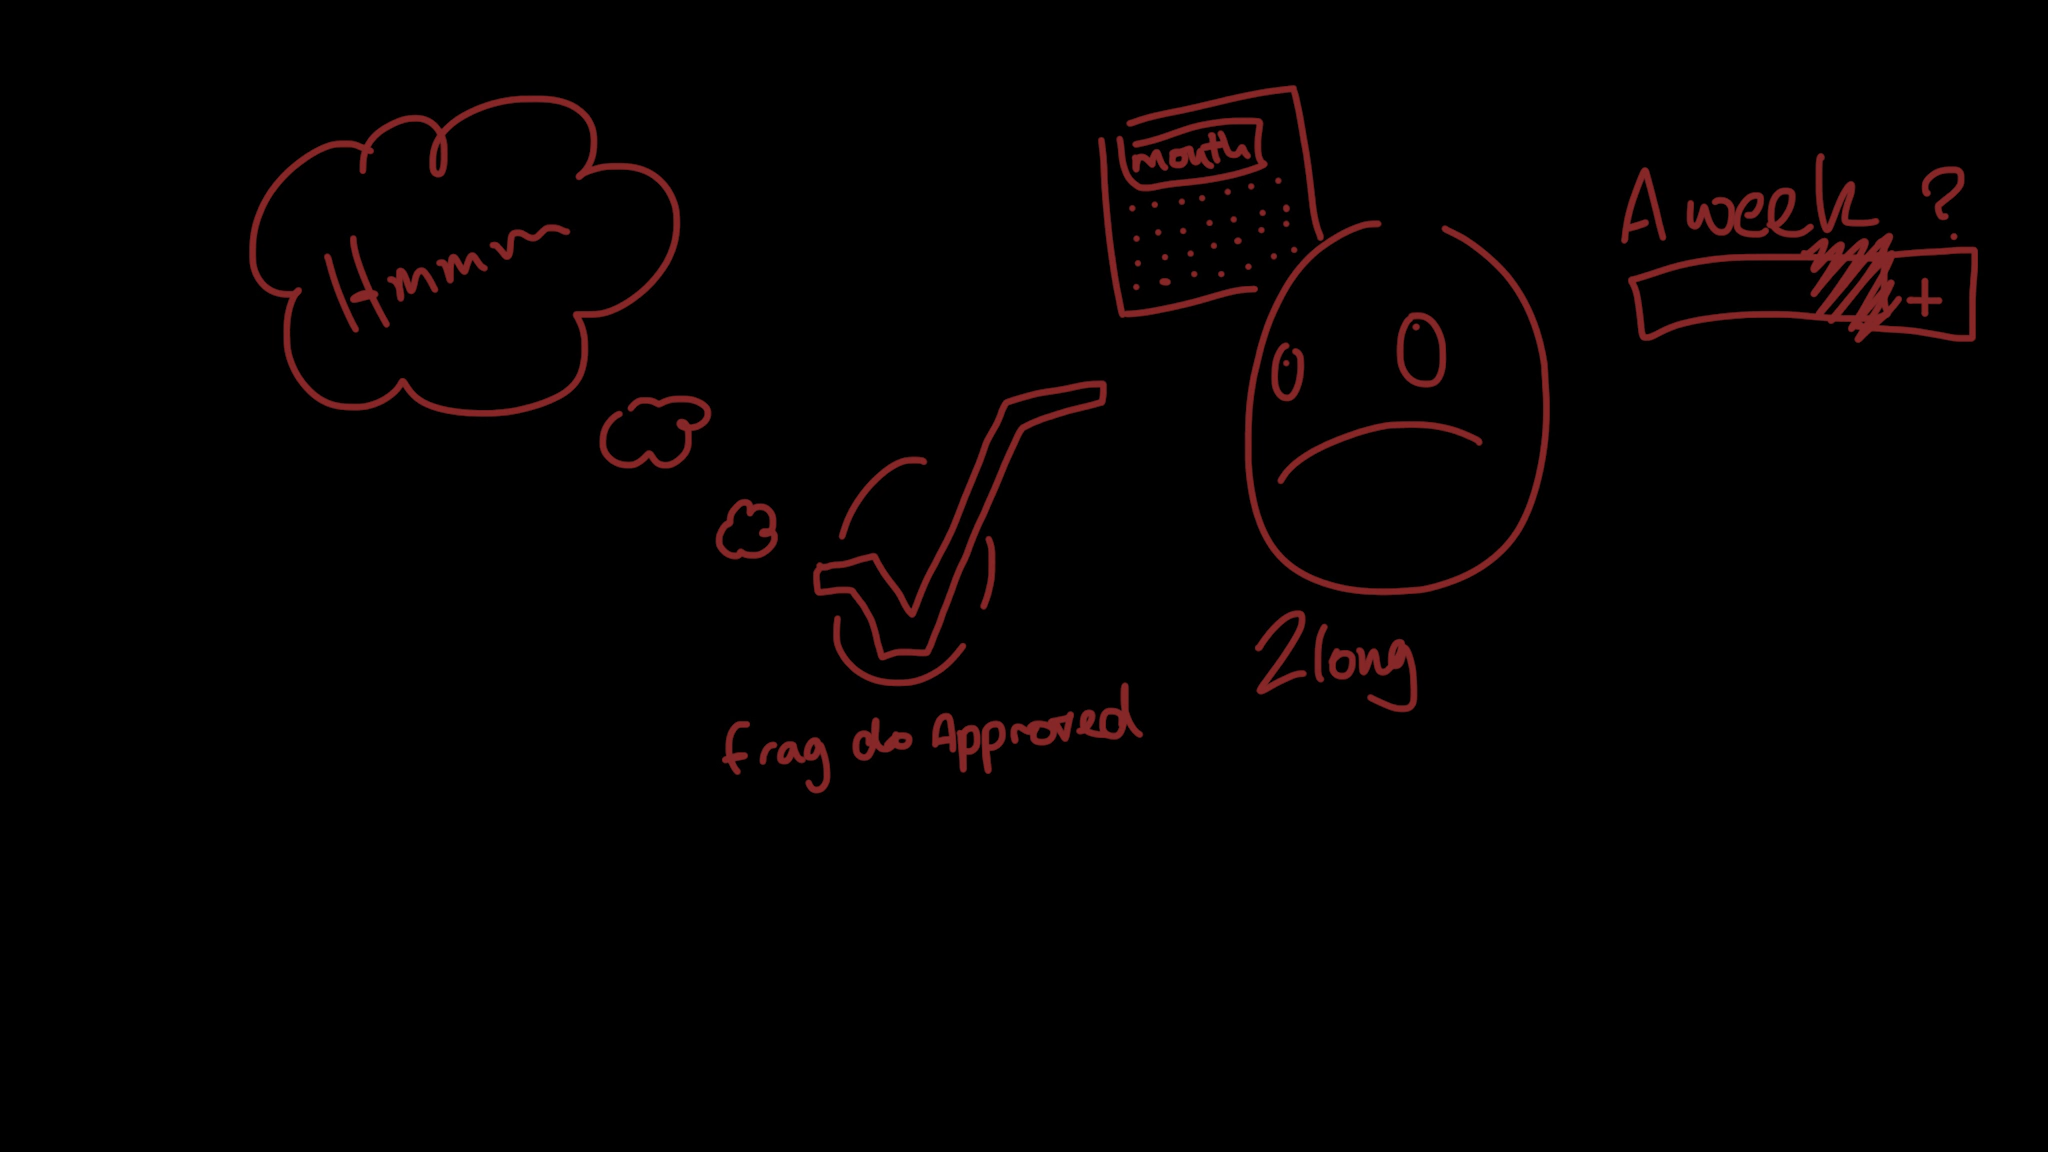 Hmmm
month
A week ?
+
2long
frag do Approved